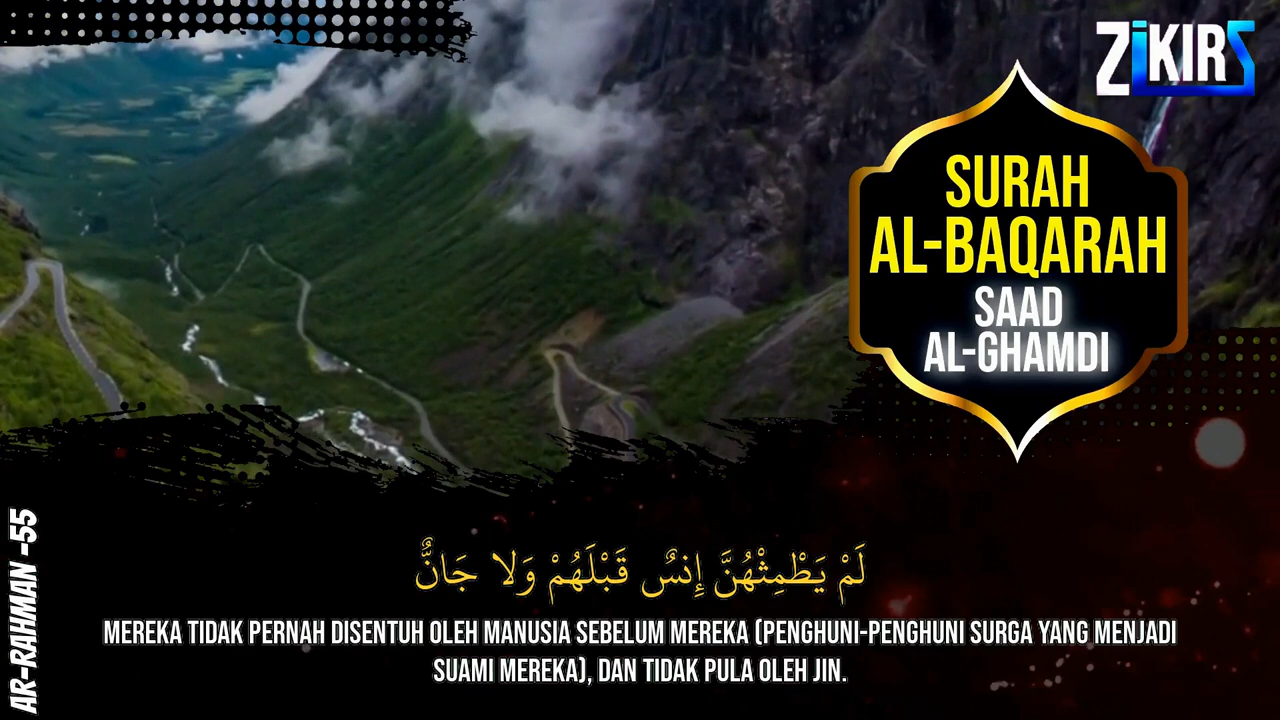 ZiKIRS
SURAH
AL-BAQARAH
SAAD
AL-GHAMDI
لَمْ يَطْمِثْهُنَّ إِنسٌ قَبْلَهُمْ وَلا جَانٌّ
MEREKA TIDAK PERNAH DISENTUH OLEH MANUSIA SEBELUM MEREKA (PENGHUNI-PENGHUNI SURGA YANG MENJADI
SUAMI MEREKA), DAN TIDAK PULA OLEH JIN.
AR-RAHMAN -55